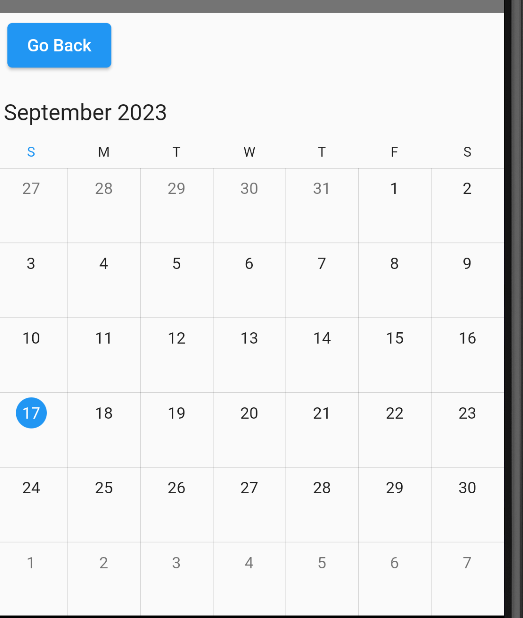 Go Back
September 2023
S M T W T F S
27 28 29 30 31 1 2
3 4 5 6 7 8 9
10 11 12 13 14 15 16
17 18 19 20 21 22 23
24 25 26 27 28 29 30
1 2 3 4 5 6 7